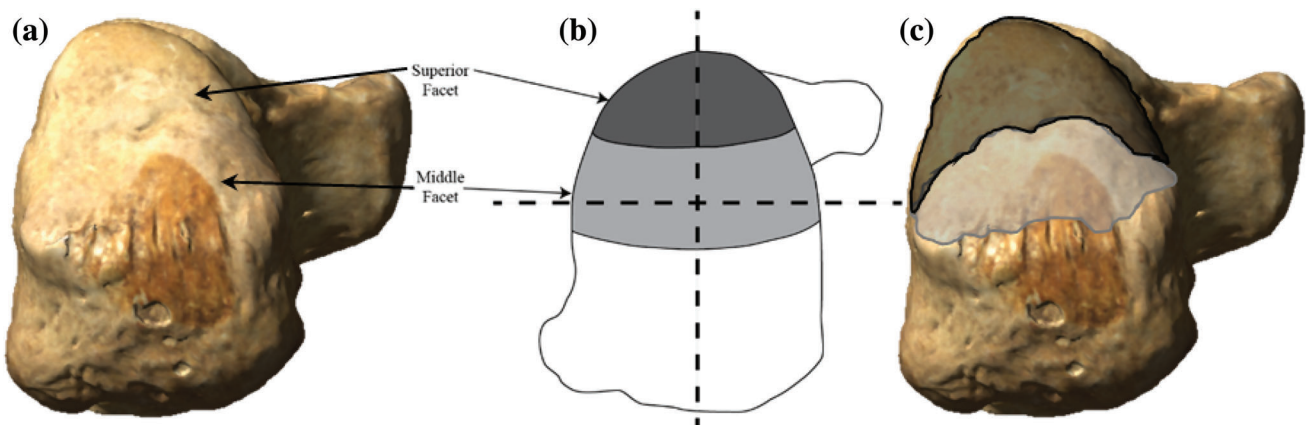 (a)
(b)
(c)
Superior
Facet
Middle
Facet